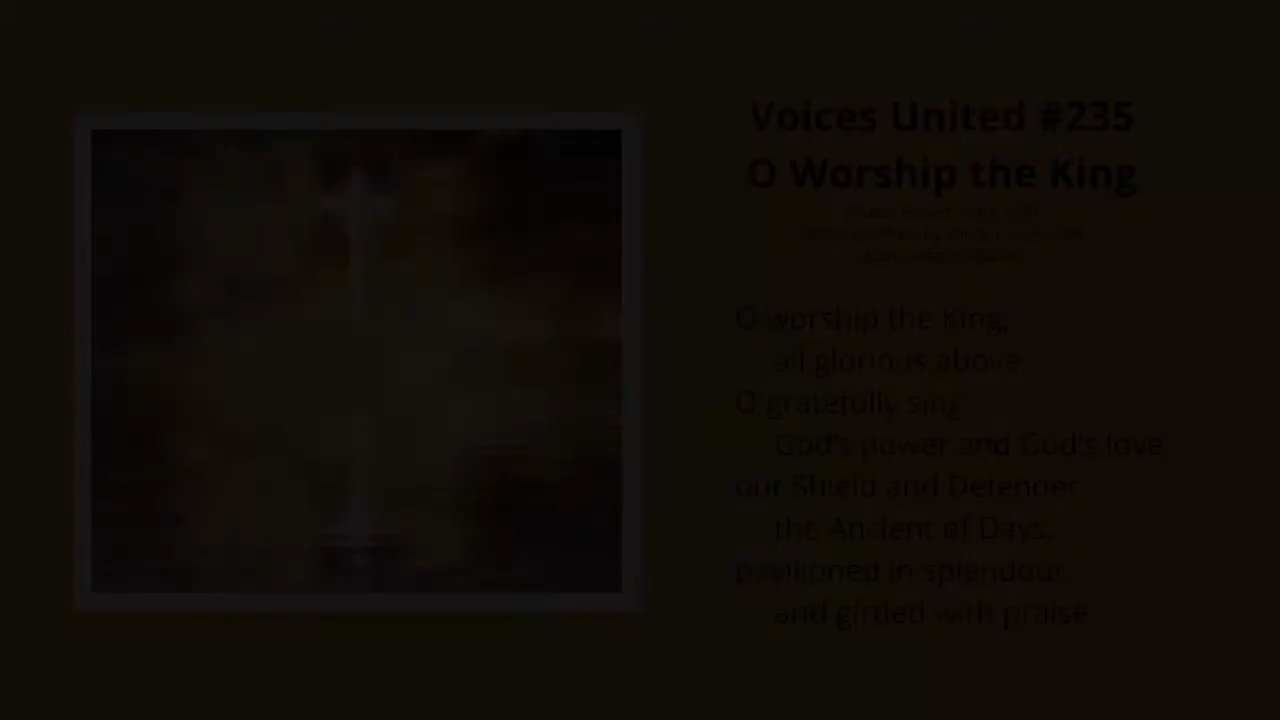 Voices United #235
O Worship the King
O worship the King,
all glorious above
O gratefully sing
God's power and God's love
our Shield and Defender
the Ancient of Days,
pavilioned in splendour
and girded with praise